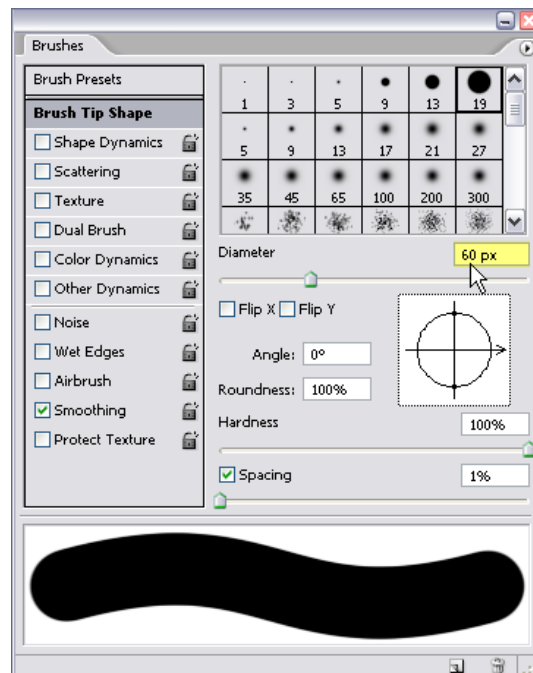 Brushes
Brush Presets
Brush Tip Shape
Shape Dynamics
Scattering
Texture
Dual Brush
Color Dynamics
Other Dynamics
Noise
Wet Edges
Airbrush
Smoothing
Protect Texture
1 3 5 9 13 19
5 9 13 17 21 27
35 45 65 100 200 300
Diameter 60 px
Flip X Flip Y
Angle: 0º
Roundness: 100%
Hardness 100%
Spacing 1%